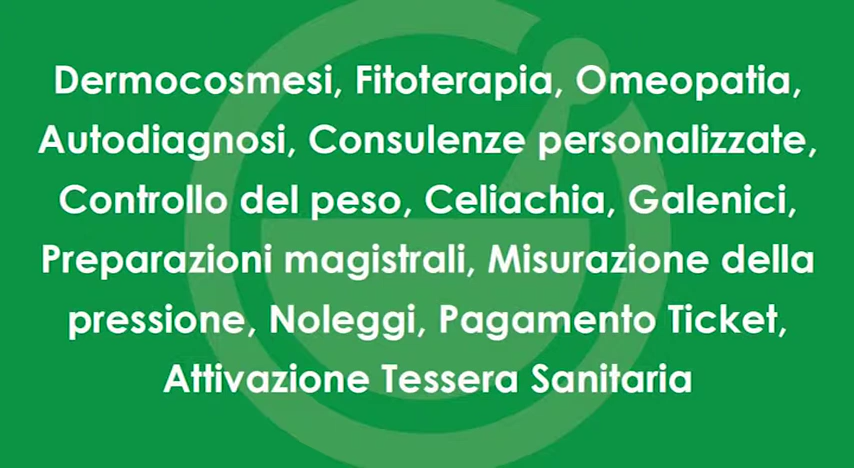 Dermocosmesi, Fitoterapia, Omeopatia,
Autodiagnosi, Consulenze personalizzate,
Controllo del peso, Celiachia, Galenici,
Preparazioni magistrali, Misurazione della
pressione, Noleggi, Pagamento Ticket,
Attivazione Tessera Sanitaria